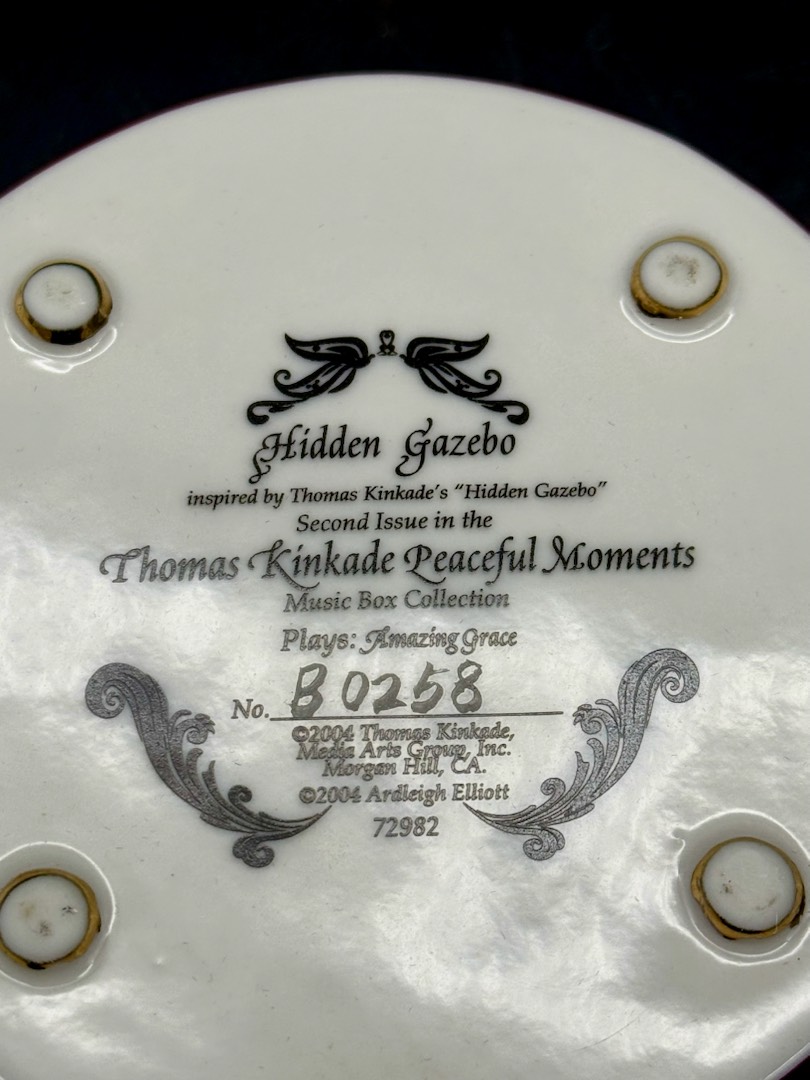 Hidden Gazebo
inspired by Thomas Kinkade's "Hidden Gazebo"
Second Issue in the
Thomas Kinkade Peaceful Moments
Music Box Collection
Plays: Amazing Grace
No. B0258
©2004 Thomas Kinkade,
Media Arts Group, Inc.
Morgan Hill, CA.
©2004 Ardleigh Elliott
72982